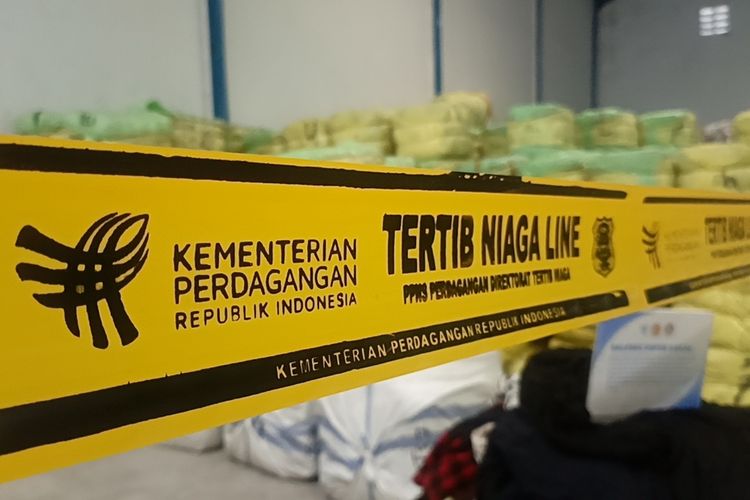 KEMENTERIAN
PERDAGANGAN
REPUBLIK INDONESIA
TERTIB NIAGA LINE
PPNS PERDAGANGAN DIREKTORAT TERTIB NIAGA
KEMENTERIAN PERDAGANGAN REPUBLIK INDONESIA
TERTIB NIAGA